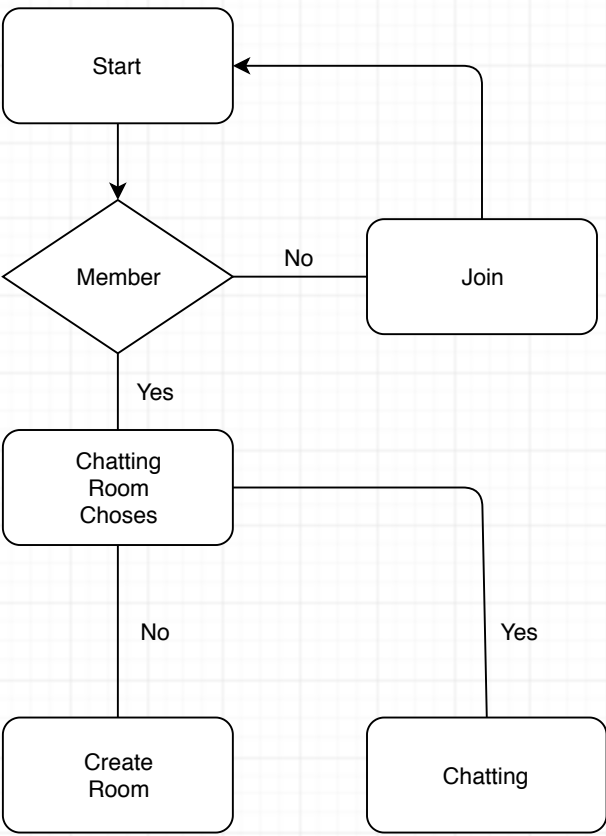 Start
Member
No
Join
Yes
Chatting
Room
Choses
No
Yes
Create
Room
Chatting